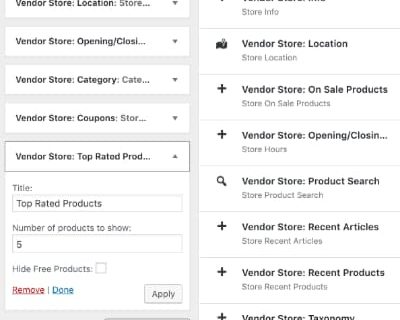 Vendor Store: Location: Store...
Vendor Store: Opening/Closi...
Vendor Store: Category: Cate...
Vendor Store: Coupons: Stor...
Vendor Store: Top Rated Prod...
Title:
Top Rated Products
Number of products to show:
5
Hide Free Products:
Remove | Done
Apply
Store Info
Vendor Store: Location
Store Location
Vendor Store: On Sale Products
Store On Sale Products
Vendor Store: Opening/Closin...
Store Hours
Vendor Store: Product Search
Store Product Search
Vendor Store: Recent Articles
Store Recent Articles
Vendor Store: Recent Products
Store Recent Products
Vendor Store: Taxonomy